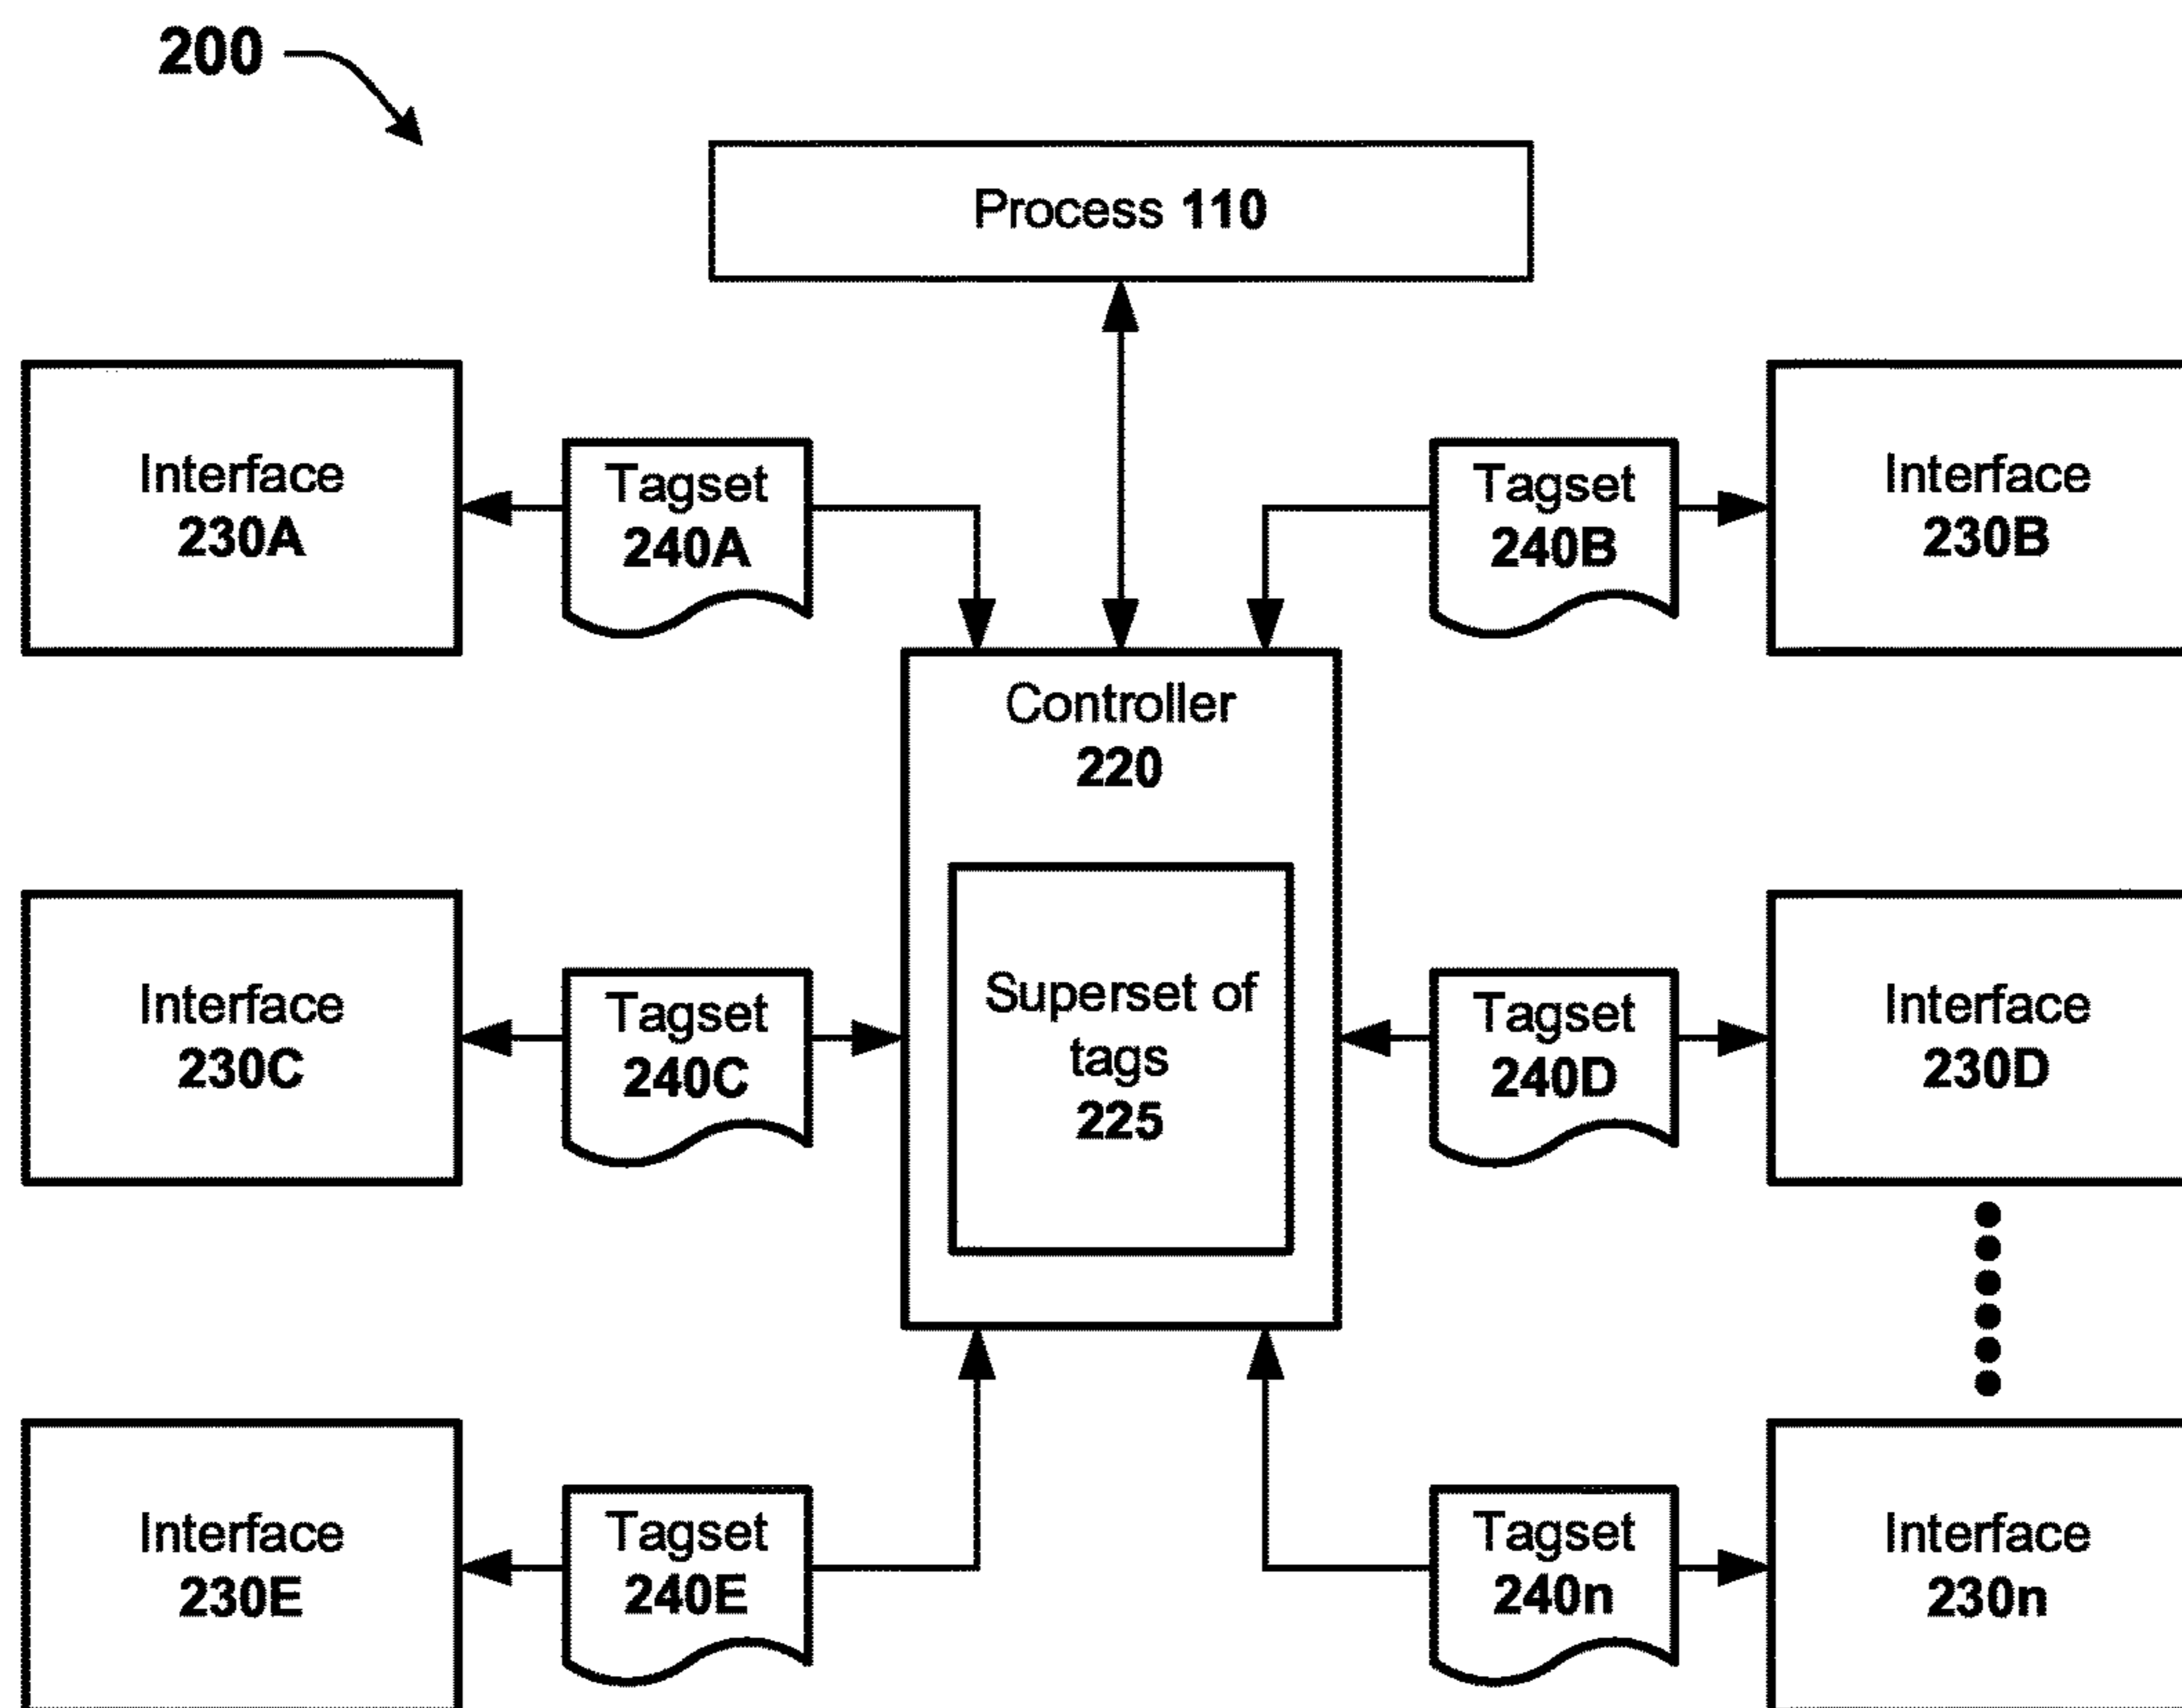 200
Process 110
Interface
230A
Tagset
240A
Tagset
240B
Interface
230B
Controller
220
Interface
230C
Tagset
240C
Superset of
tags
225
Tagset
240D
Interface
230D
Interface
230E
Tagset
240E
Tagset
240n
Interface
230n